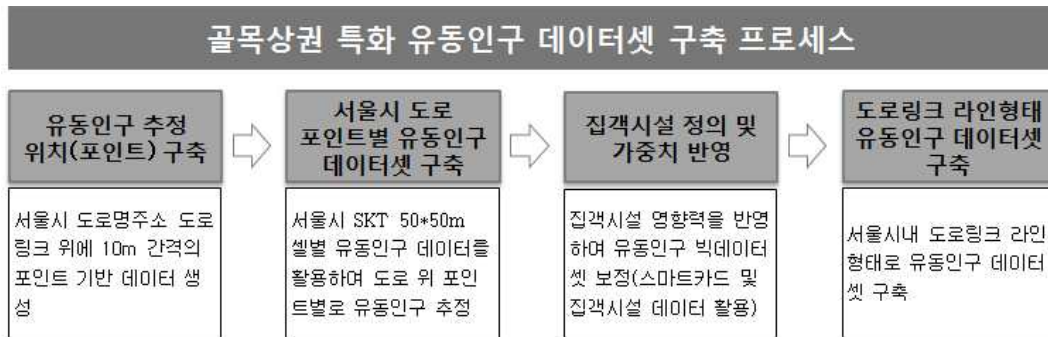 골목상권 특화 유동인구 데이터셋 구축 프로세스
유동인구 추정
위치(포인트) 구축
서울시 도로명주소 도로
링크 위에 10m 간격의
포인트 기반 데이터 생
성
서울시 도로
포인트별 유동인구
데이터셋 구축
서울시 SKT 50*50m
셀별 유동인구 데이터를
활용하여 도로 위 포인
트별로 유동인구 추정
집객시설 정의 및
가중치 반영
집객시설 영향력을 반영
하여 유동인구 빅데이터
셋 보정(스마트카드 및
집객시설 데이터 활용)
도로링크 라인형태
유동인구 데이터셋
구축
서울시내 도로링크 라인
형태로 유동인구 데이터
셋 구축